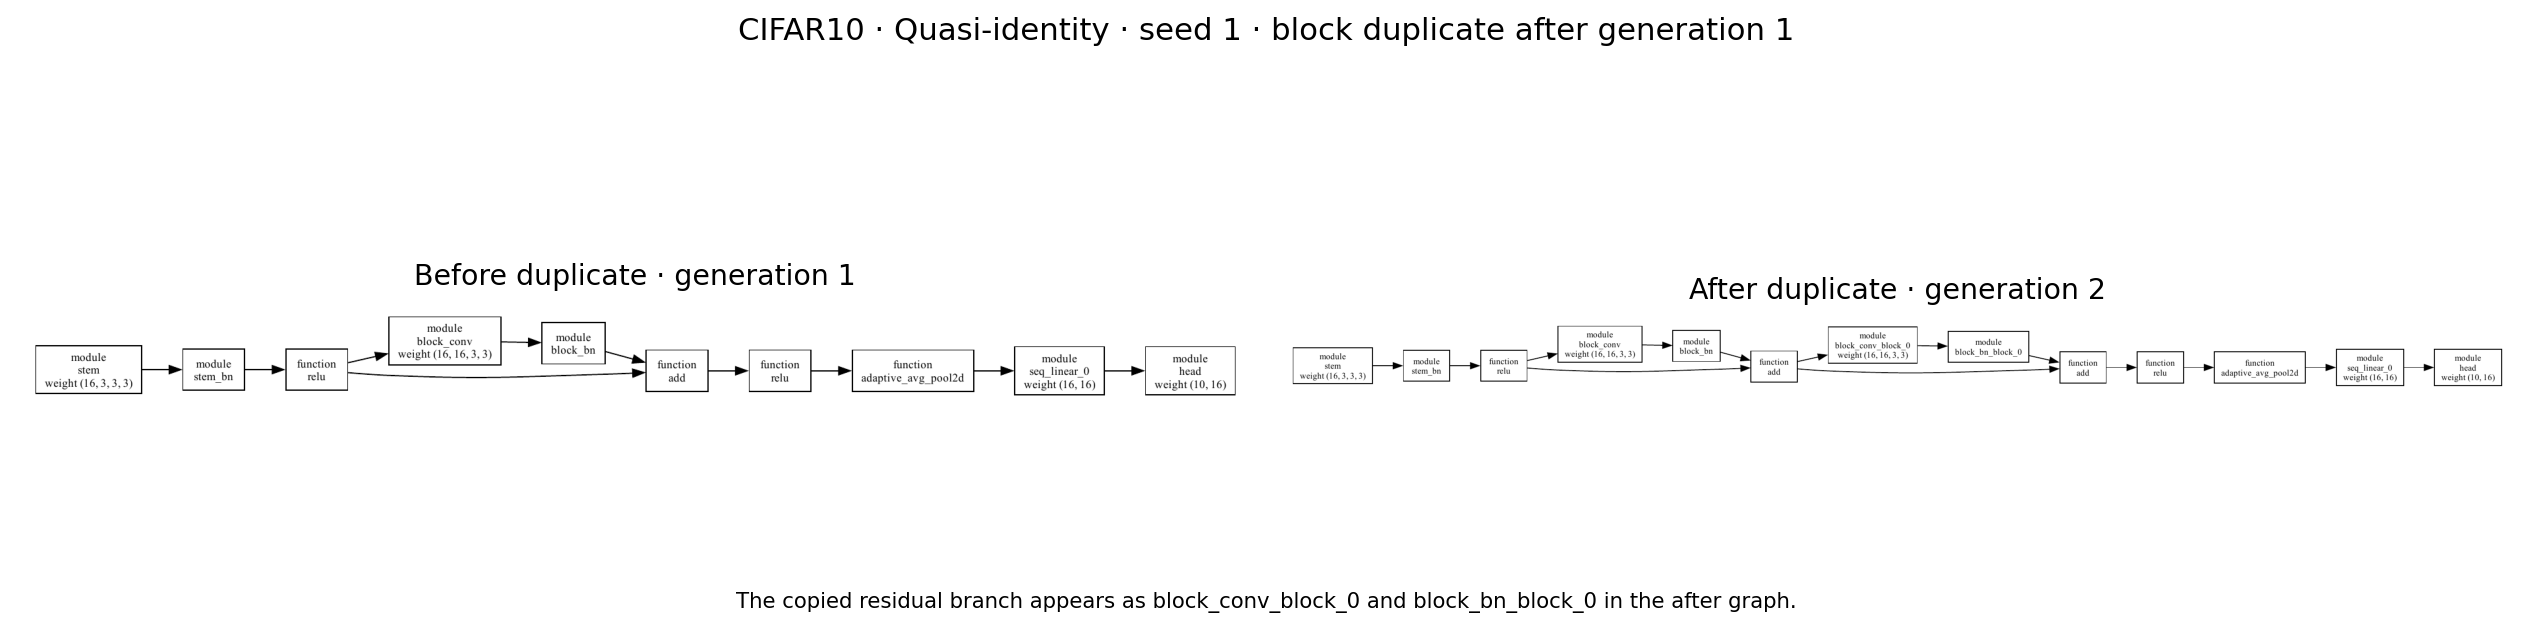 CIFAR10 · Quasi-identity · seed 1 · block duplicate after generation 1
Before duplicate · generation 1
module
stem
weight (16, 3, 3, 3)
module
stem_bn
function
relu
module
block_conv
weight (16, 16, 3, 3)
module
block_bn
function
add
function
relu
function
adaptive_avg_pool2d
module
seq_linear_0
weight (16, 16)
module
head
weight (10, 16)
After duplicate · generation 2
module
stem
weight (16, 3, 3, 3)
module
stem_bn
function
relu
module
block_conv
weight (16, 16, 3, 3)
module
block_bn
function
add
module
block_conv_block_0
weight (16, 16, 3, 3)
module
block_bn_block_0
function
add
function
relu
function
adaptive_avg_pool2d
module
seq_linear_0
weight (16, 16)
module
head
weight (10, 16)
The copied residual branch appears as block_conv_block_0 and block_bn_block_0 in the after graph.